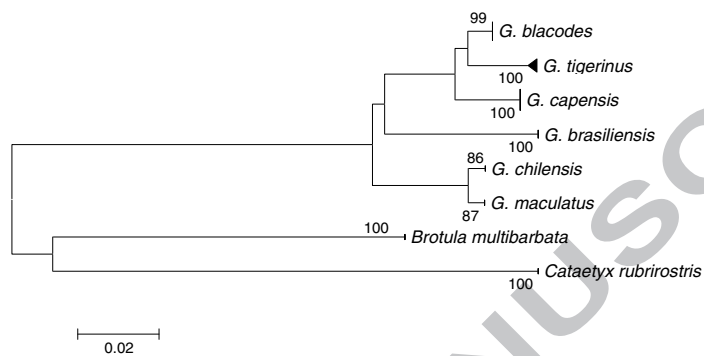 99
G. blacodes
G. tigerinus
100
G. capensis
100
G. brasiliensis
100
86
G. chilensis
G. maculatus
87
100
Brotula multibarbata
Cataetyx rubrirostris
100
0.02
NUSC